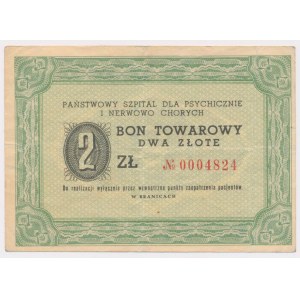 PAŃSTWOWY SZPITAL DLA PSYCHICZNIE
I NERWOWO CHORYCH
BON TOWAROWY
DWA ZŁOTE
2 ZŁ № 0004824
Do realizacji wyłącznie przez wewnętrzne punkty zaopatrzenia pacjentów
W BRANICACH